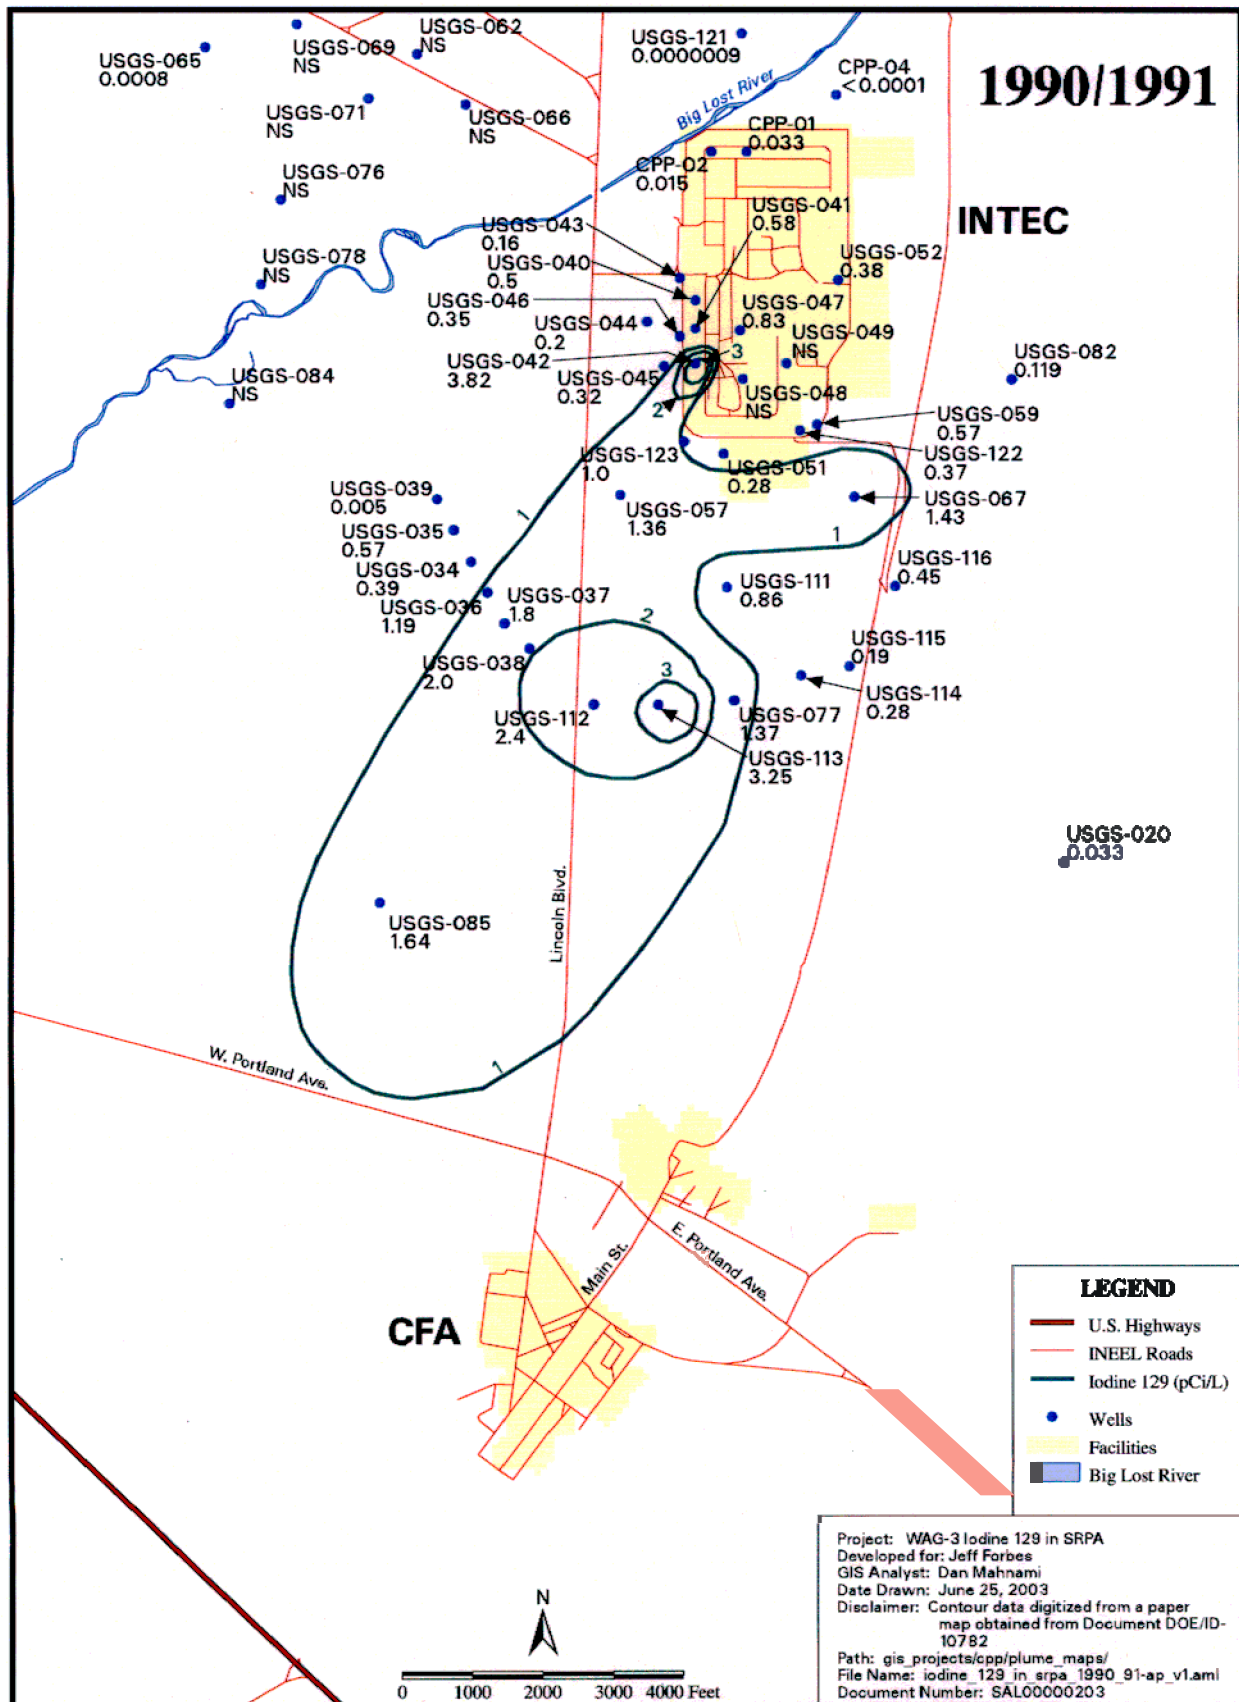 1990/1991
USGS-065
0.0008
USGS-069
NS
USGS-062
NS
USGS-121
0.0000009
CPP-04
<0.0001
USGS-071
NS
USGS-066
NS
Big Lost River
CPP-01
0.033
CPP-02
0.015
USGS-076
NS
INTEC
USGS-041
0.58
USGS-043
0.16
USGS-040
0.5
USGS-052
0.38
USGS-078
NS
USGS-046
0.35
USGS-044
0.2
USGS-047
0.83
USGS-049
NS
USGS-042
3.82
USGS-045
0.32
3
2
USGS-048
NS
USGS-082
0.119
USGS-084
NS
USGS-059
0.57
USGS-122
0.37
USGS-123
1.0
USGS-051
0.28
USGS-039
0.005
USGS-057
1.36
USGS-067
1.43
1
1
USGS-035
0.57
USGS-034
0.39
USGS-116
0.45
USGS-036
1.19
USGS-037
1.8
USGS-111
0.86
2
USGS-038
2.0
3
USGS-115
0.19
USGS-114
0.28
USGS-112
2.4
USGS-077
1.37
USGS-113
3.25
USGS-020
0.033
USGS-085
1.64
Lincoln Blvd.
1
W. Portland Ave.
E. Portland Ave.
Main St.
CFA
LEGEND
U.S. Highways
INEEL Roads
Iodine 129 (pCi/L)
Wells
Facilities
Big Lost River
N
0 1000 2000 3000 4000 Feet
Project: WAG-3 Iodine 129 in SRPA
Developed for: Jeff Forbes
GIS Analyst: Dan Mahnami
Date Drawn: June 25, 2003
Disclaimer: Contour data digitized from a paper
map obtained from Document DOE/ID-
10782
Path: gis_projects/cpp/plume_maps/
File Name: iodine_129_in_srpa_1990_91-ap_v1.aml
Document Number: SAL00000203